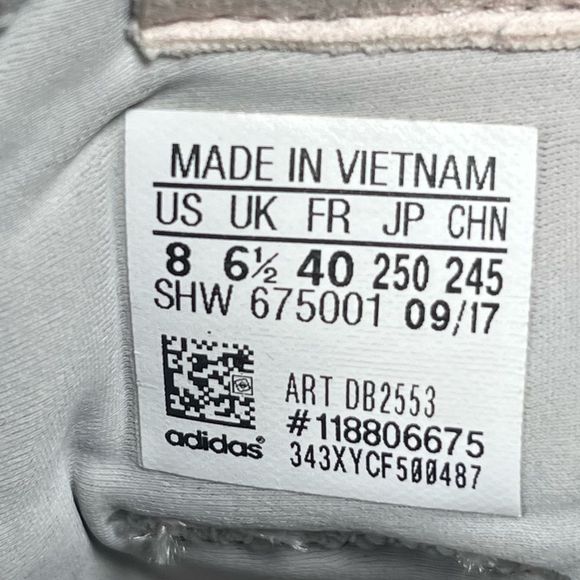 MADE IN VIETNAM
US UK FR JP CHN
8 6½ 40 250 245
SHW 675001 09/17
ART DB2553
#118806675
adidas® 343XYCF500487